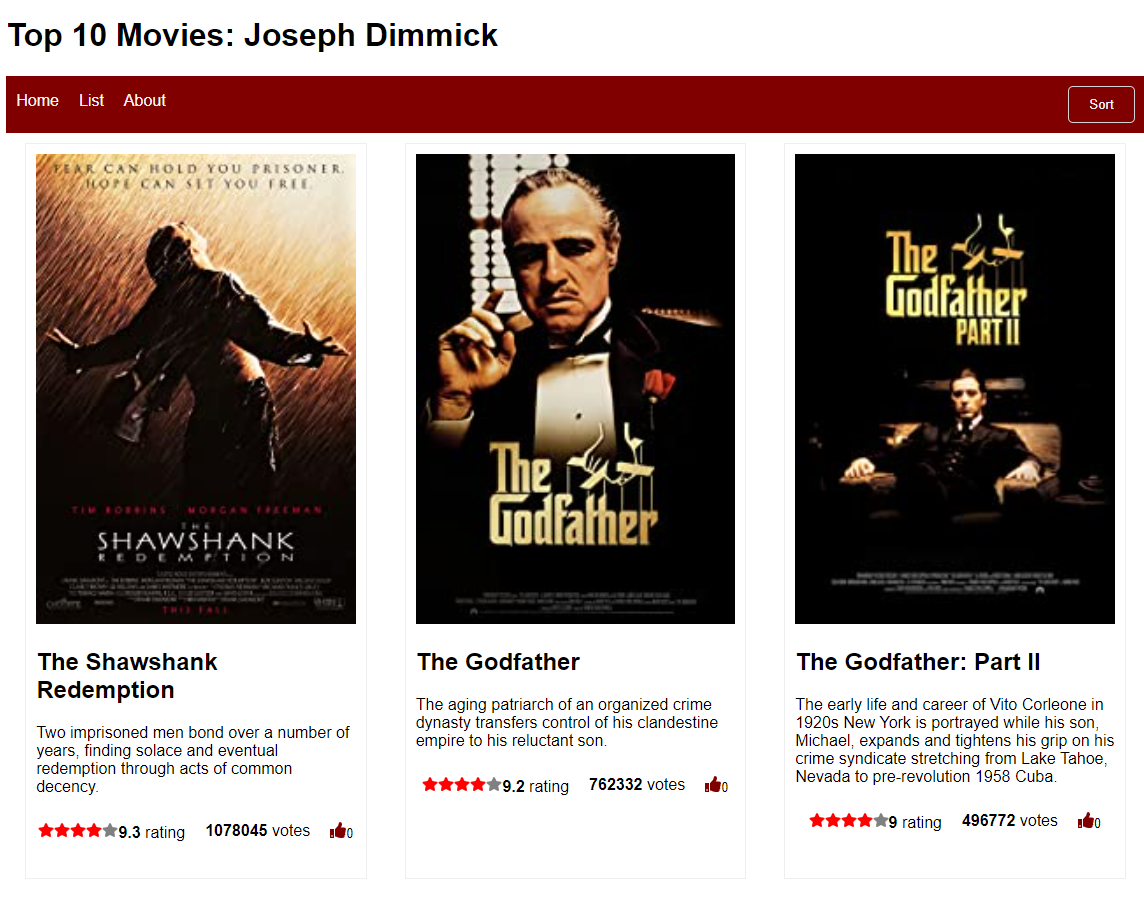 Top 10 Movies: Joseph Dimmick
Home List About Sort
FEAR CAN HOLD YOU PRISONER.
HOPE CAN SET YOU FREE.
TIM ROBBINS MORGAN FREEMAN
THE
SHAWSHANK
REDEMPTION
THIS FALL
The Shawshank
Redemption
Two imprisoned men bond over a number of
years, finding solace and eventual
redemption through acts of common
decency.
9.3 rating 1078045 votes 0
The
Godfather
The Godfather
The aging patriarch of an organized crime
dynasty transfers control of his clandestine
empire to his reluctant son.
9.2 rating 762332 votes 0
The
Godfather
PART II
The Godfather: Part II
The early life and career of Vito Corleone in
1920s New York is portrayed while his son,
Michael, expands and tightens his grip on his
crime syndicate stretching from Lake Tahoe,
Nevada to pre-revolution 1958 Cuba.
9 rating 496772 votes 0